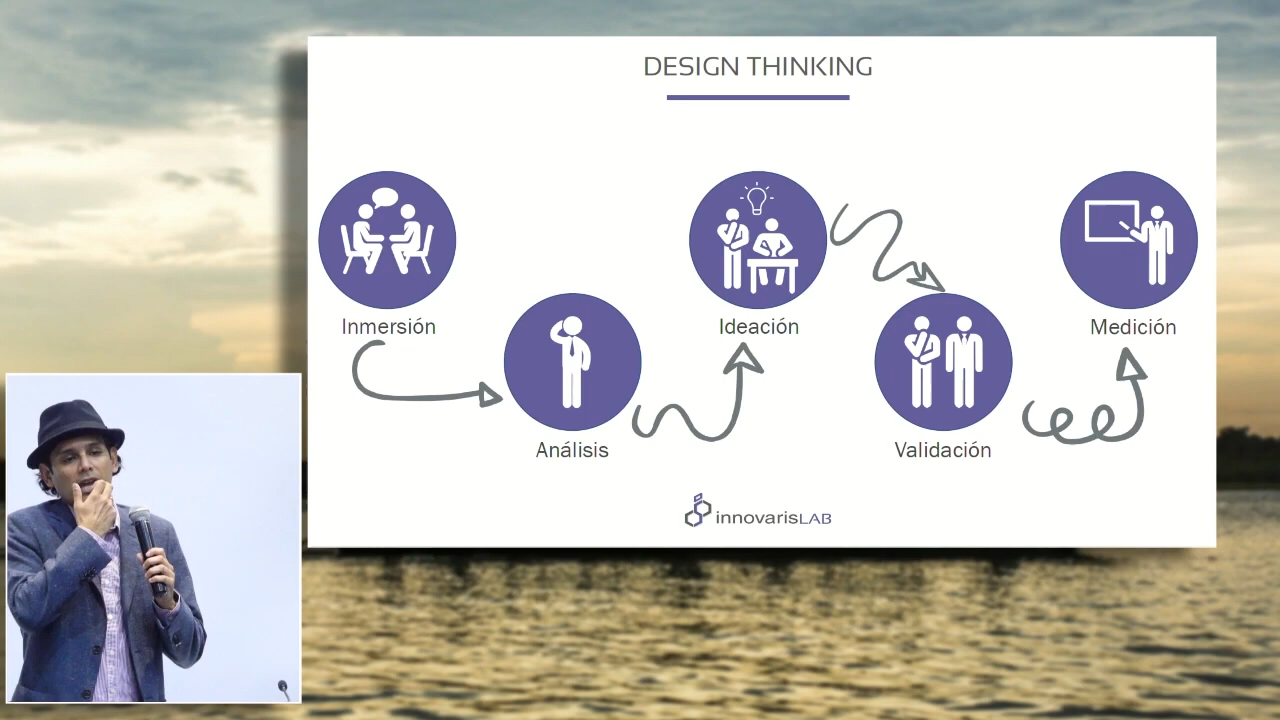 DESIGN THINKING
Inmersión
Análisis
Ideación
Validación
Medición
innovarisLAB